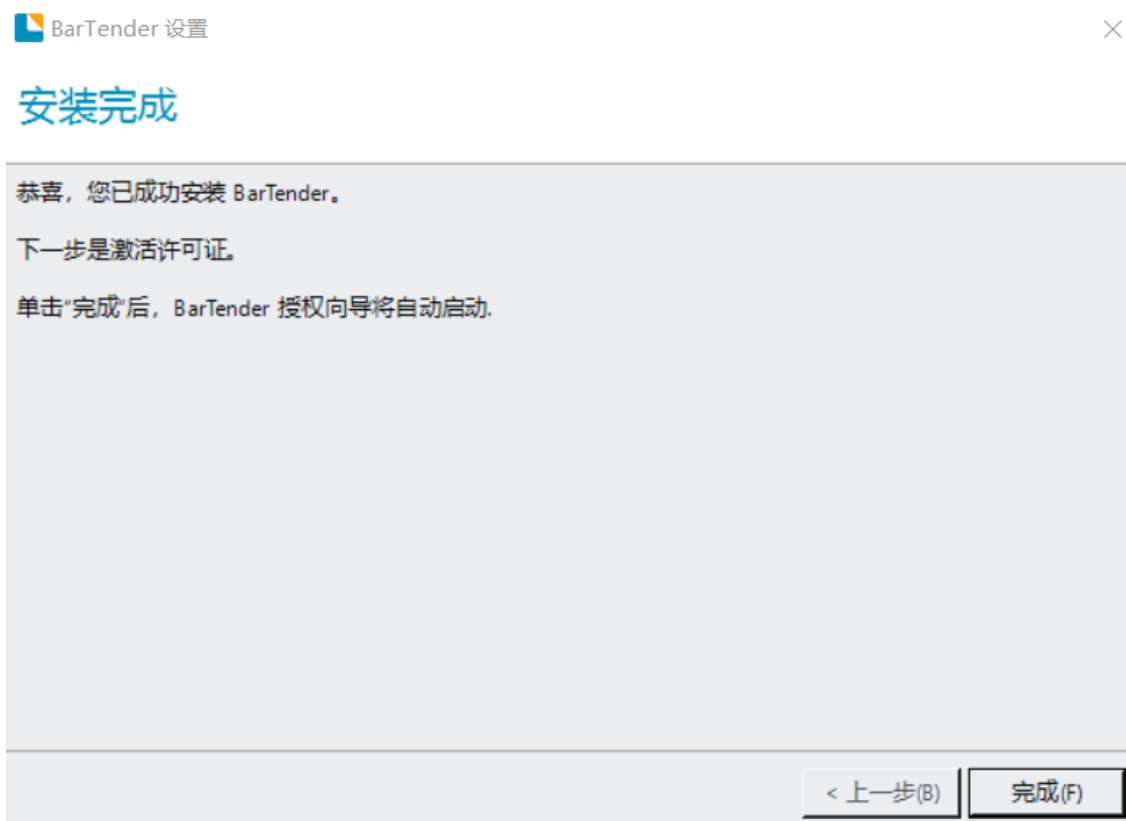 BarTender 设置
安装完成
恭喜，您已成功安装 BarTender。
下一步是激活许可证。
单击"完成"后，BarTender 授权向导将自动启动.
< 上一步(B)
完成(F)